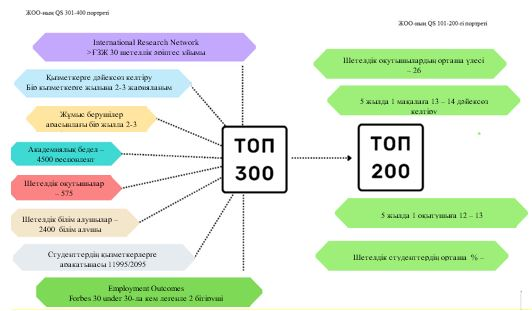 ЖОО-ның QS 301-400 портреті
ЖОО-ның QS 101-200-гі портреті
International Research Network
>ҒЗЖ 30 шетелдік әріптес ұйымы
Қызметкерге дәйексөз келтіру
Бір қызметкерге жылына 2-3 жарияланым
Жұмыс берушілер
арасындағы бір жылда 2-3
Академиялық бедел –
4500 респондент
Шетелдік оқытушылар
– 575
Шетелдік білім алушылар –
2400 білім алушы
Студенттердің қызметкерлерге
арақатынасы 11995/2095
Employment Outcomes
Forbes 30 under 30-да кем дегенде 2 бітіруші
ТОП
300
ТОП
200
Шетелдік оқытушылардың орташа үлесі
– 26
5 жылда 1 мақалаға 13 – 14 дәйексөз
келтіру
5 жылда 1 оқытушыға 12 – 13
Шетелдік студенттердің орташа % –